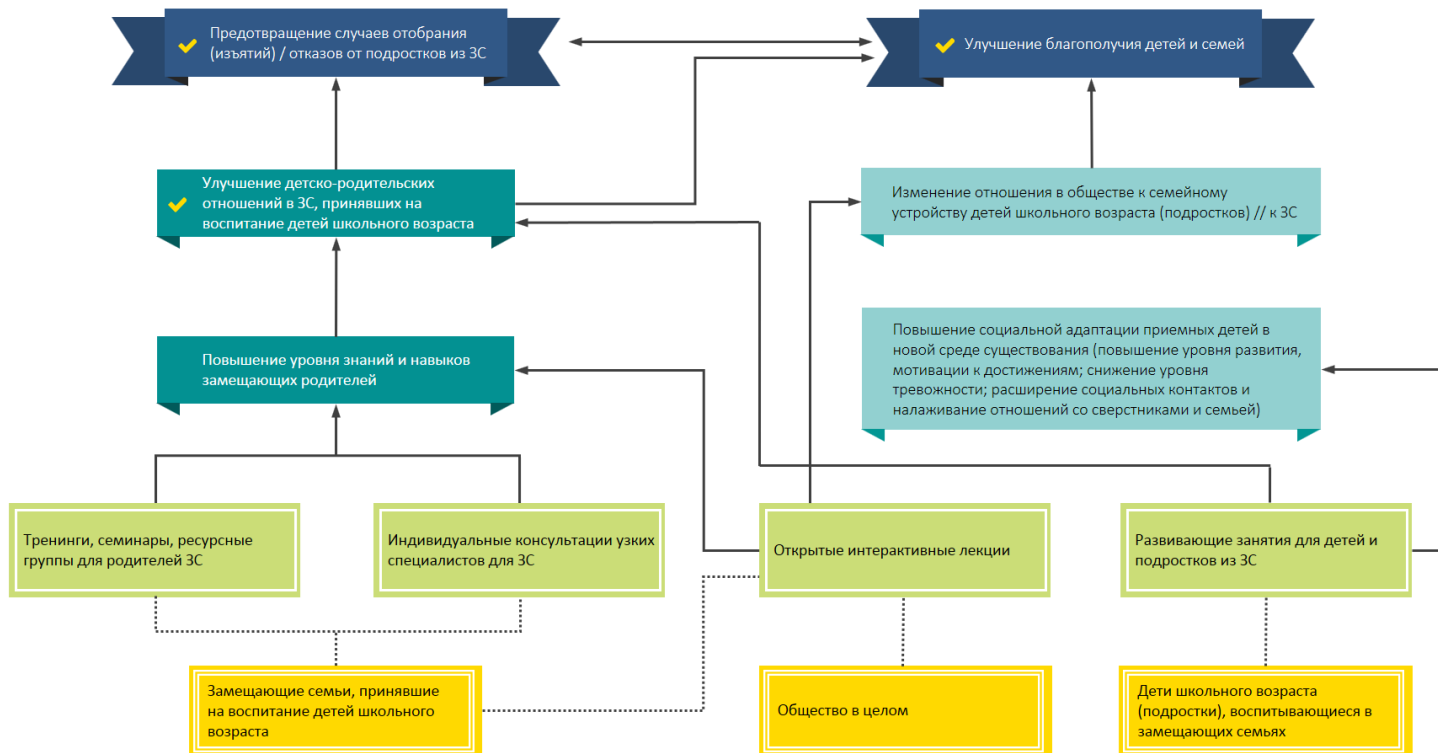 Предотвращение случаев отобрания
(изъятий) / отказов от подростков из ЗС
Улучшение благополучия детей и семей
Улучшение детско-родительских
отношений в ЗС, принявших на
воспитание детей школьного возраста
Изменение отношения в обществе к семейному
устройству детей школьного возраста (подростков) // к ЗС
Повышение уровня знаний и навыков
замещающих родителей
Повышение социальной адаптации приемных детей в
новой среде существования (повышение уровня развития,
мотивации к достижениям; снижение уровня
тревожности; расширение социальных контактов и
налаживание отношений со сверстниками и семьей)
Тренинги, семинары, ресурсные
группы для родителей ЗС
Индивидуальные консультации узких
специалистов для ЗС
Открытые интерактивные лекции
Развивающие занятия для детей и
подростков из ЗС
Замещающие семьи, принявшие
на воспитание детей школьного
возраста
Общество в целом
Дети школьного возраста
(подростки), воспитывающиеся в
замещающих семьях